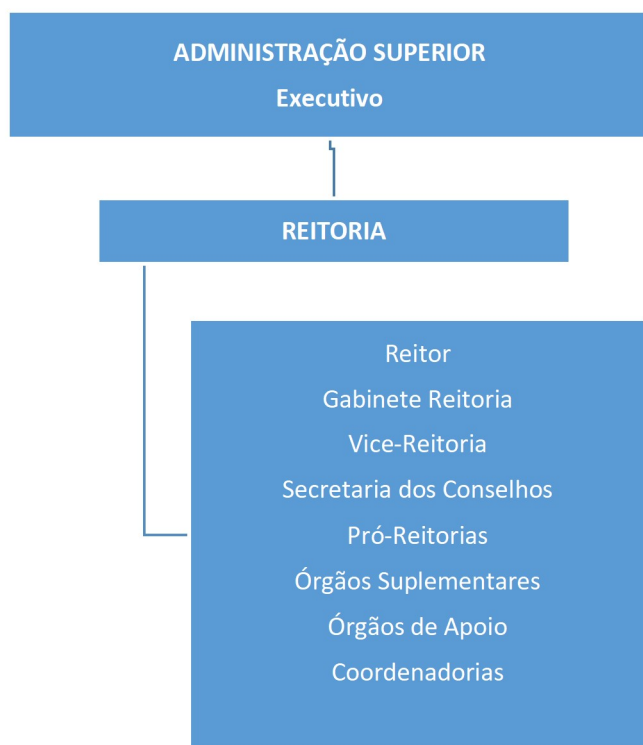 ADMINISTRAÇÃO SUPERIOR
Executivo
REITORIA
Reitor
Gabinete Reitoria
Vice-Reitoria
Secretaria dos Conselhos
Pró-Reitorias
Órgãos Suplementares
Órgãos de Apoio
Coordenadorias